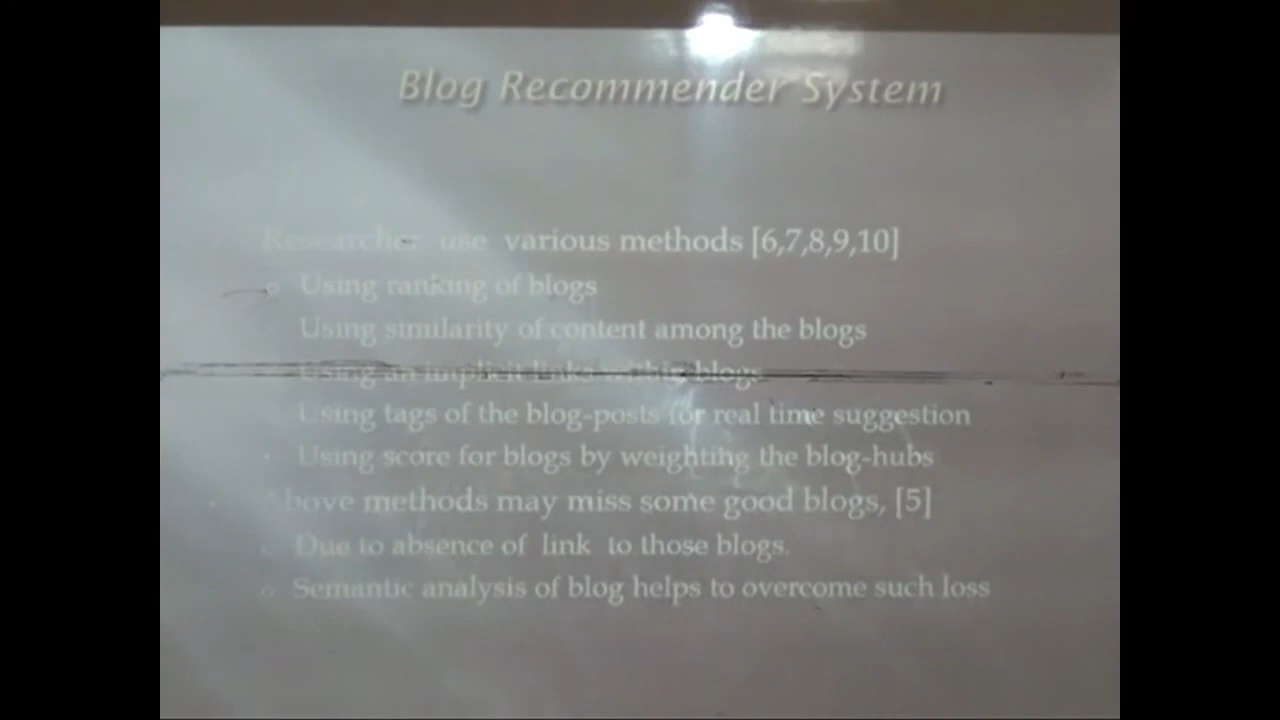 Blog Recommender System
Researcher use various methods [6,7,8,9,10]
Using ranking of blogs
Using similarity of content among the blogs
Using an implicit links within blogs
Using tags of the blog-posts for real time suggestion
Using score for blogs by weighting the blog-hubs
Above methods may miss some good blogs, [5]
Due to absence of link to those blogs.
Semantic analysis of blog helps to overcome such loss